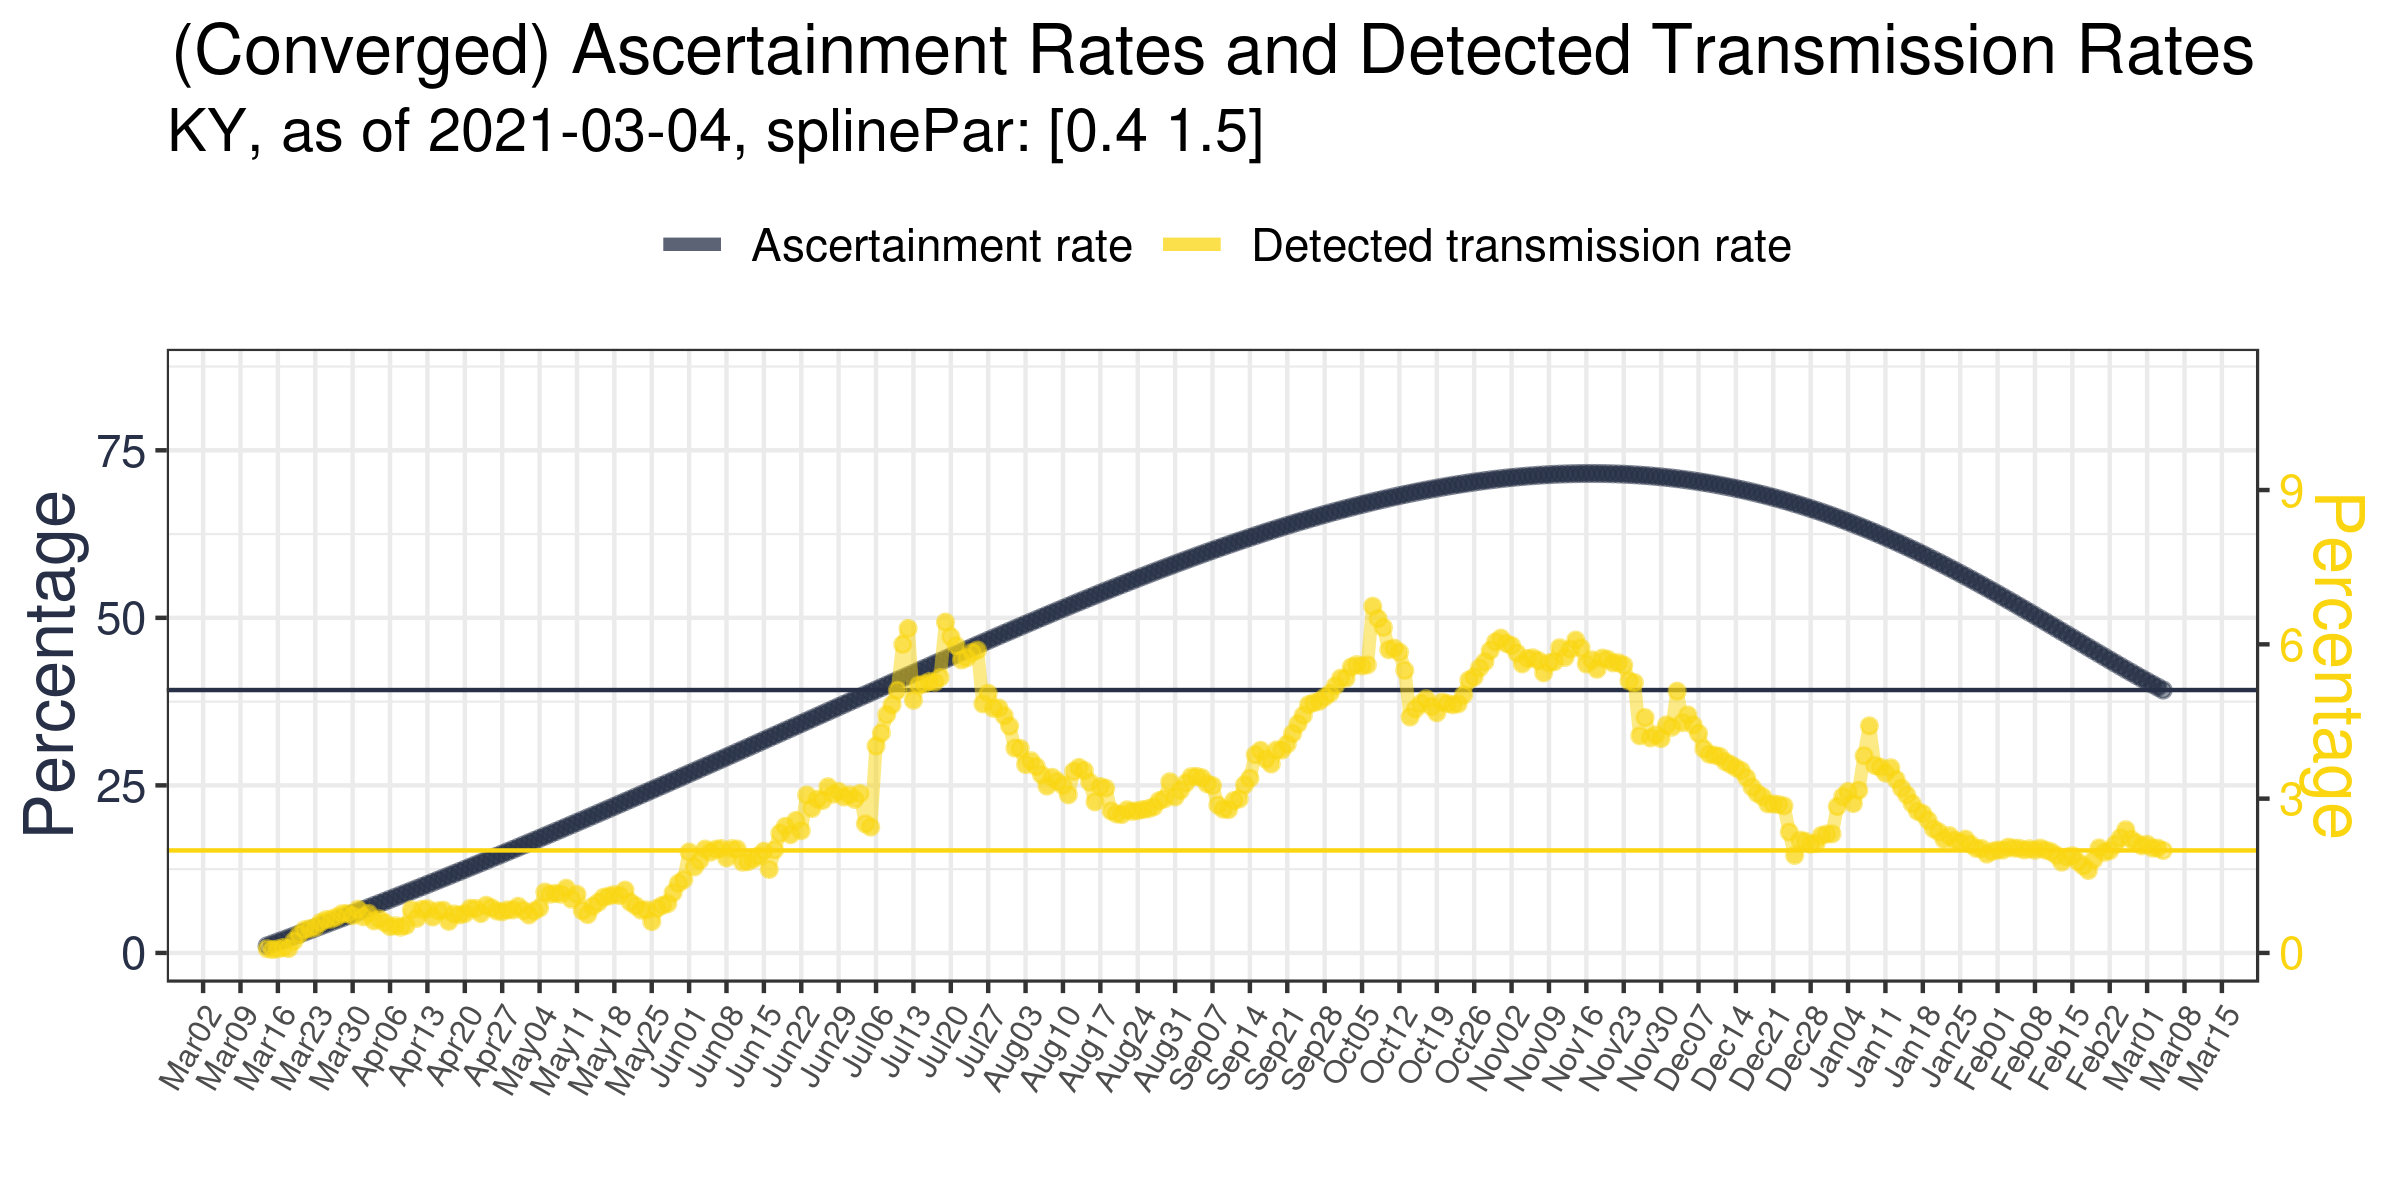 (Converged) Ascertainment Rates and Detected Transmission Rates
KY, as of 2021-03-04, splinePar: [0.4 1.5]
Ascertainment rate Detected transmission rate
Percentage
75
50
25
0
9
6
3
0
Percentage
Mar02 Mar09 Mar16 Mar23 Mar30 Apr06 Apr13 Apr20 Apr27 May04 May11 May18 May25 Jun01 Jun08 Jun15 Jun22 Jun29 Jul06 Jul13 Jul20 Jul27 Aug03 Aug10 Aug17 Aug24 Aug31 Sep07 Sep14 Sep21 Sep28 Oct05 Oct12 Oct19 Oct26 Nov02 Nov09 Nov16 Nov23 Nov30 Dec07 Dec14 Dec21 Dec28 Jan04 Jan11 Jan18 Jan25 Feb01 Feb08 Feb15 Feb22 Mar01 Mar08 Mar15